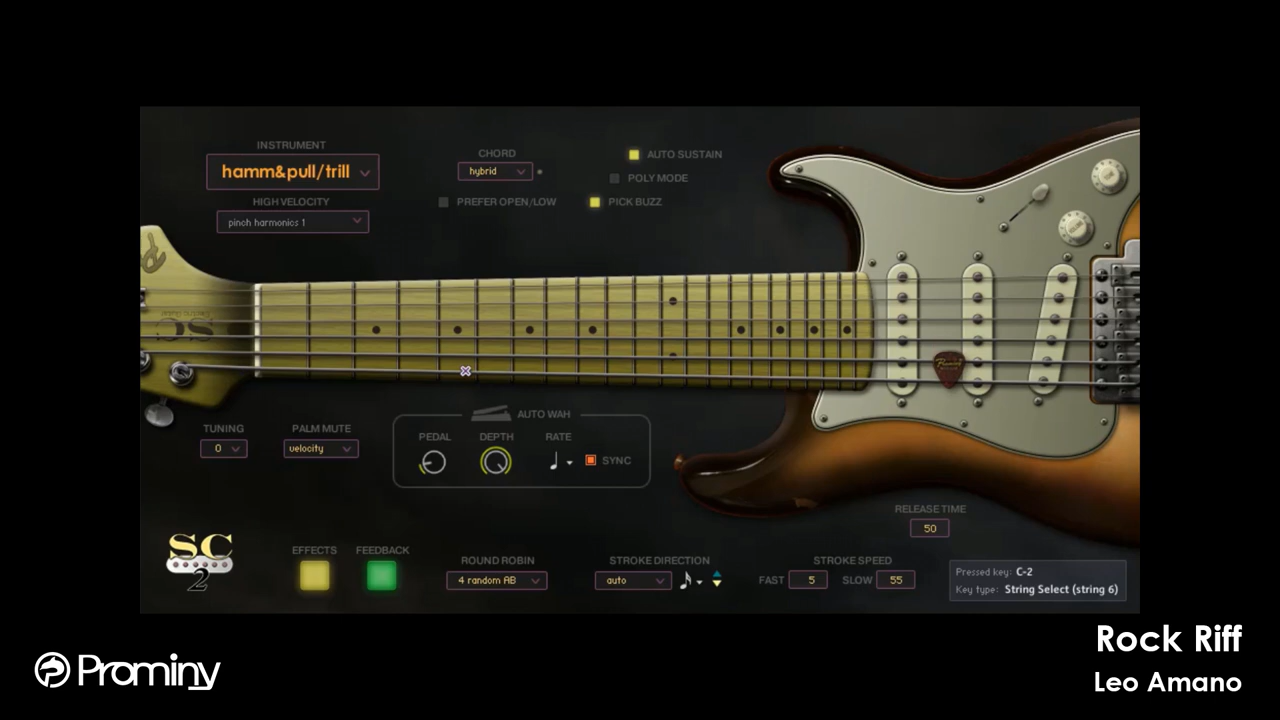 INSTRUMENT
hamm&pull/trill
HIGH VELOCITY
pinch harmonics 1
CHORD
hybrid
PREFER OPEN/LOW
AUTO SUSTAIN
POLY MODE
PICK BUZZ
Electric Guitar
SC
TUNING
0
PALM MUTE
velocity
AUTO WAH
PEDAL
DEPTH
RATE
SYNC
RELEASE TIME
50
SC
2
EFFECTS
FEEDBACK
ROUND ROBIN
4 random AB
STROKE DIRECTION
auto
STROKE SPEED
FAST 5 SLOW 55
Pressed key: C-2
Key type: String Select (string 6)
Prominy
Rock Riff
Leo Amano